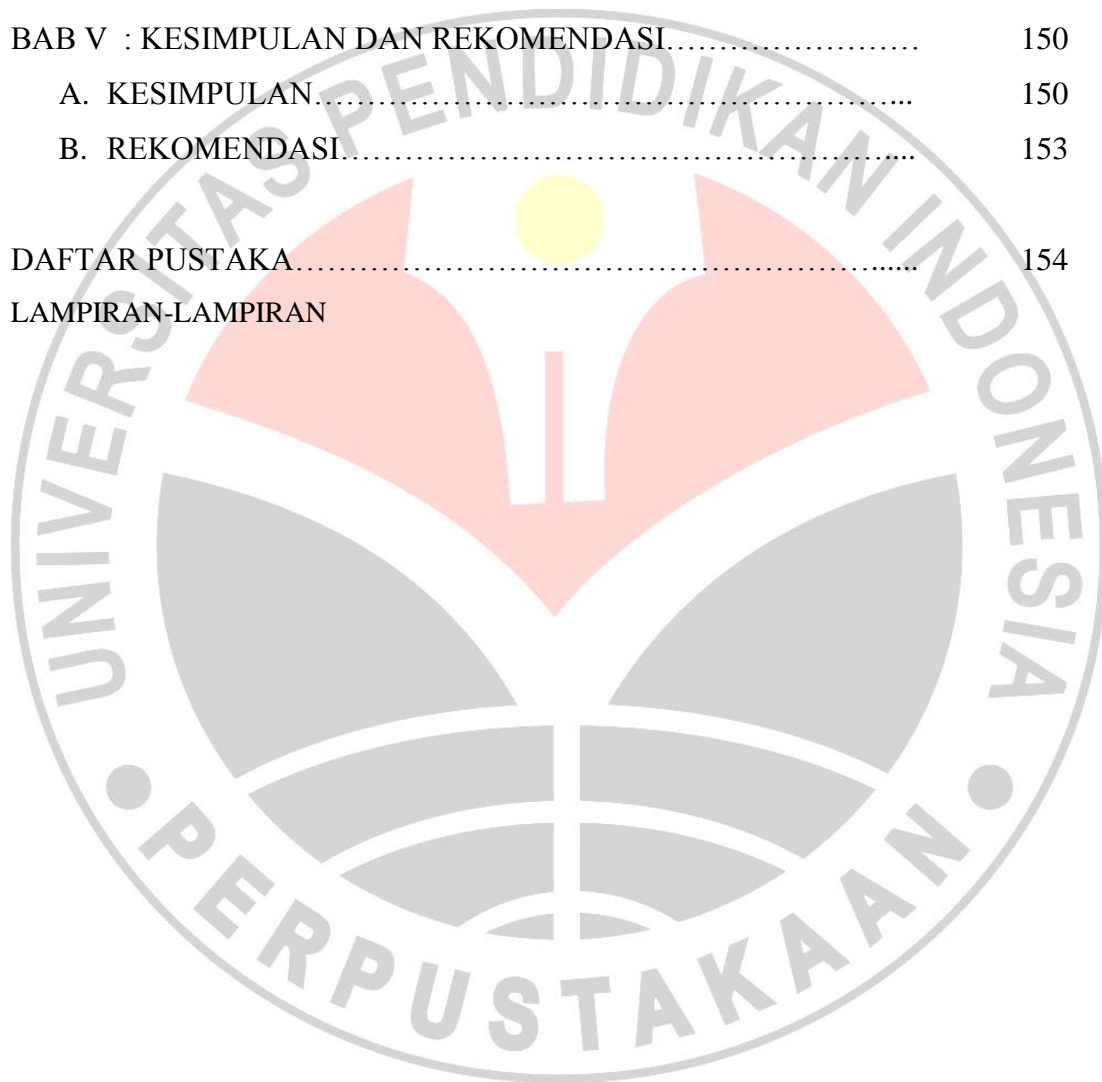 BAB V : KESIMPULAN DAN REKOMENDASI…………………… 150
A. KESIMPULAN………………………………………………... 150
B. REKOMENDASI…………………………………………….... 153
DAFTAR PUSTAKA………………………………………………...... 154
LAMPIRAN-LAMPIRAN
UNIVERSITAS PENDIDIKAN INDONESIA
PERPUSTAKAAN